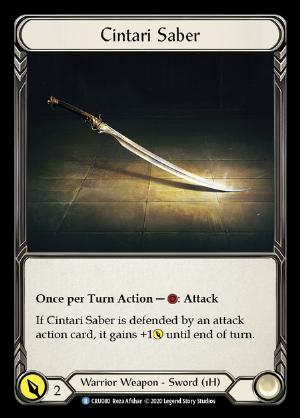 Cintari Saber
Once per Turn Action — : Attack
If Cintari Saber is defended by an attack
action card, it gains +1 until end of turn.
2
Warrior Weapon - Sword (1H)
CRU080 Reza Afshar © 2020 Legend Story Studios